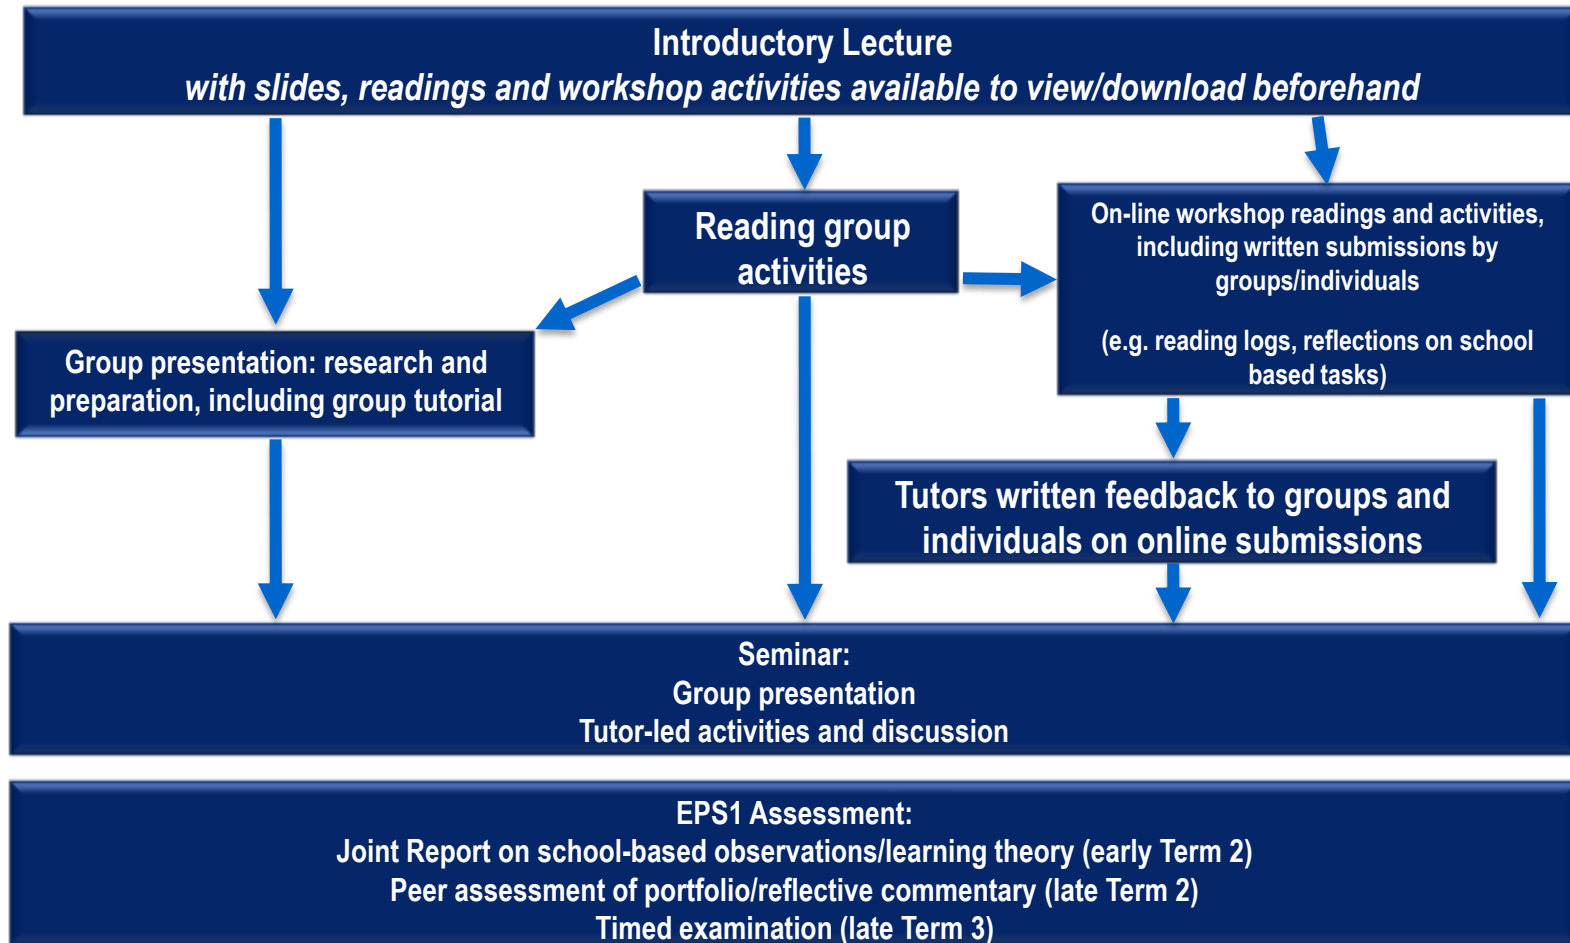 Introductory Lecture
with slides, readings and workshop activities available to view/download beforehand
Reading group
activities
On-line workshop readings and activities,
including written submissions by
groups/individuals
(e.g. reading logs, reflections on school
based tasks)
Group presentation: research and
preparation, including group tutorial
Tutors written feedback to groups and
individuals on online submissions
Seminar:
Group presentation
Tutor-led activities and discussion
EPS1 Assessment:
Joint Report on school-based observations/learning theory (early Term 2)
Peer assessment of portfolio/reflective commentary (late Term 2)
Timed examination (late Term 3)